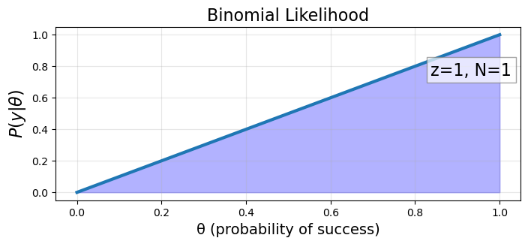 Binomial Likelihood
P(y|θ)
1.0
0.8
0.6
0.4
0.2
0.0
z=1, N=1
0.0 0.2 0.4 0.6 0.8 1.0
θ (probability of success)